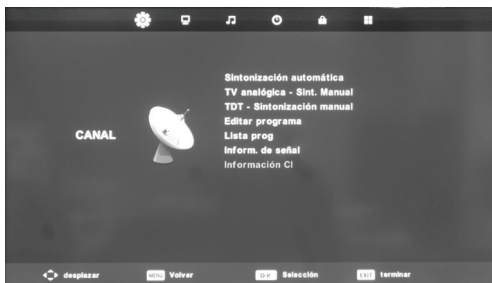 CANAL
Sintonización automática
TV analógica - Sint. Manual
TDT - Sintonización manual
Editar programa
Lista prog
Inform. de señal
Información CI
desplazar MENU Volver OK Selección EXIT terminar